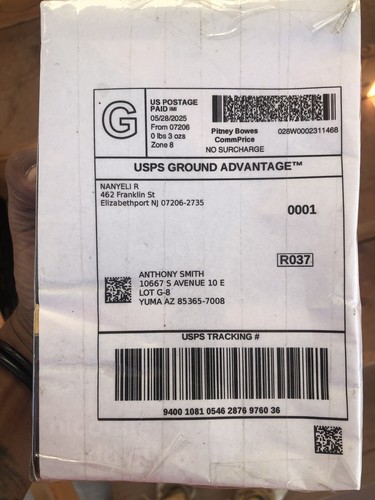 G
US POSTAGE
PAID IMI
05/28/2025
From 07206
0 lbs 3 ozs
Zone 8
Pitney Bowes
CommPrice
028W0002311468
NO SURCHARGE
USPS GROUND ADVANTAGE™
NANYELI R
462 Franklin St
Elizabethport NJ 07206-2735
0001
R037
ANTHONY SMITH
10667 S AVENUE 10 E
LOT G-8
YUMA AZ 85365-7008
USPS TRACKING #
9400 1081 0546 2876 9760 36